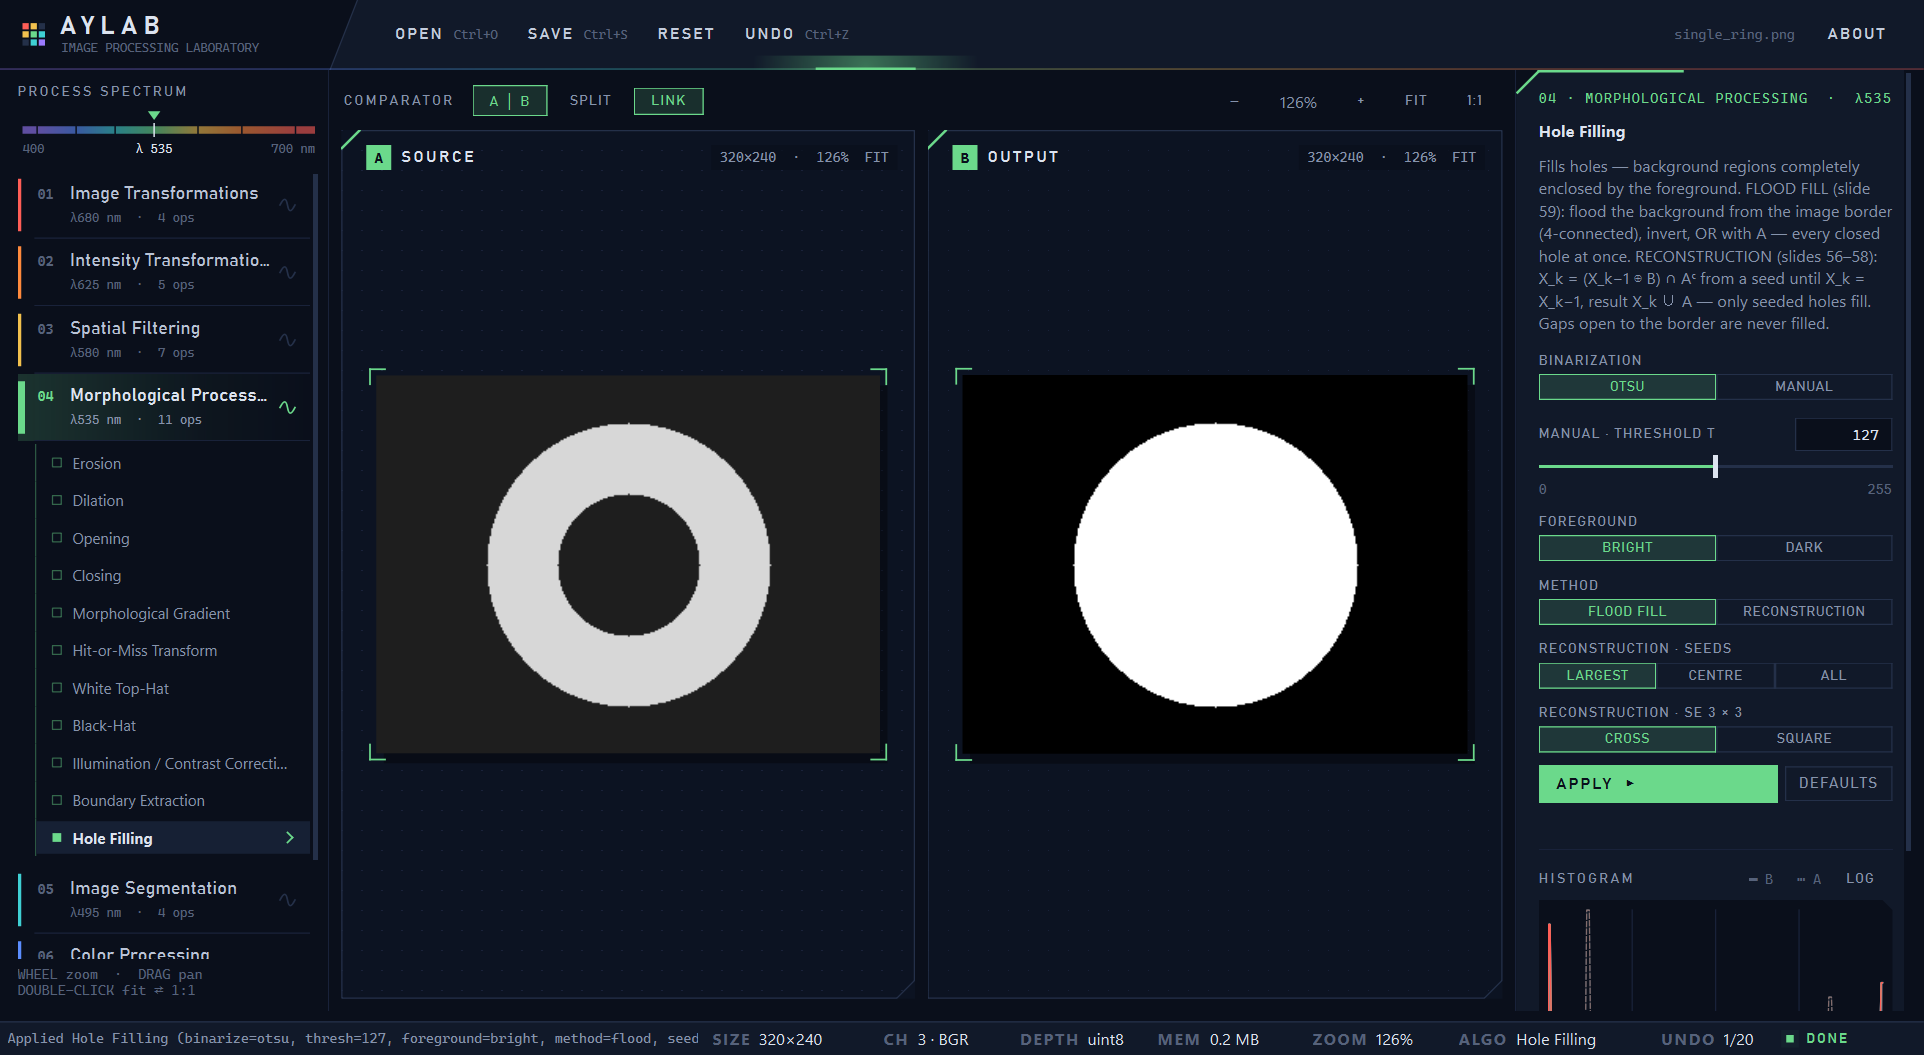 AYLAB
IMAGE PROCESSING LABORATORY
OPEN Ctrl+O SAVE Ctrl+S RESET UNDO Ctrl+Z
single_ring.png ABOUT
PROCESS SPECTRUM
400 λ 535 700 nm
01 Image Transformations
λ680 nm · 4 ops
02 Intensity Transformatio…
λ625 nm · 5 ops
03 Spatial Filtering
λ580 nm · 7 ops
04 Morphological Process…
λ535 nm · 11 ops
Erosion
Dilation
Opening
Closing
Morphological Gradient
Hit-or-Miss Transform
White Top-Hat
Black-Hat
Illumination / Contrast Correcti…
Boundary Extraction
Hole Filling
05 Image Segmentation
λ495 nm · 4 ops
06 Color Processing
WHEEL zoom · DRAG pan
DOUBLE-CLICK fit ⇄ 1:1
COMPARATOR A | B SPLIT LINK
− 126% + FIT 1:1
A SOURCE 320×240 · 126% FIT
B OUTPUT 320×240 · 126% FIT
04 · MORPHOLOGICAL PROCESSING · λ535
Hole Filling
Fills holes — background regions completely
enclosed by the foreground. FLOOD FILL (slide
59): flood the background from the image border
(4-connected), invert, OR with A — every closed
hole at once. RECONSTRUCTION (slides 56–58):
X_k = (X_k−1 ⊕ B) ∩ Aᶜ from a seed until X_k =
X_k−1, result X_k ∪ A — only seeded holes fill.
Gaps open to the border are never filled.
BINARIZATION
OTSU MANUAL
MANUAL · THRESHOLD T 127
0 255
FOREGROUND
BRIGHT DARK
METHOD
FLOOD FILL RECONSTRUCTION
RECONSTRUCTION · SEEDS
LARGEST CENTRE ALL
RECONSTRUCTION · SE 3 × 3
CROSS SQUARE
APPLY ▸ DEFAULTS
HISTOGRAM B A LOG
Applied Hole Filling (binarize=otsu, thresh=127, foreground=bright, method=flood, seed
SIZE 320×240 CH 3 · BGR DEPTH uint8 MEM 0.2 MB ZOOM 126% ALGO Hole Filling UNDO 1/20 DONE